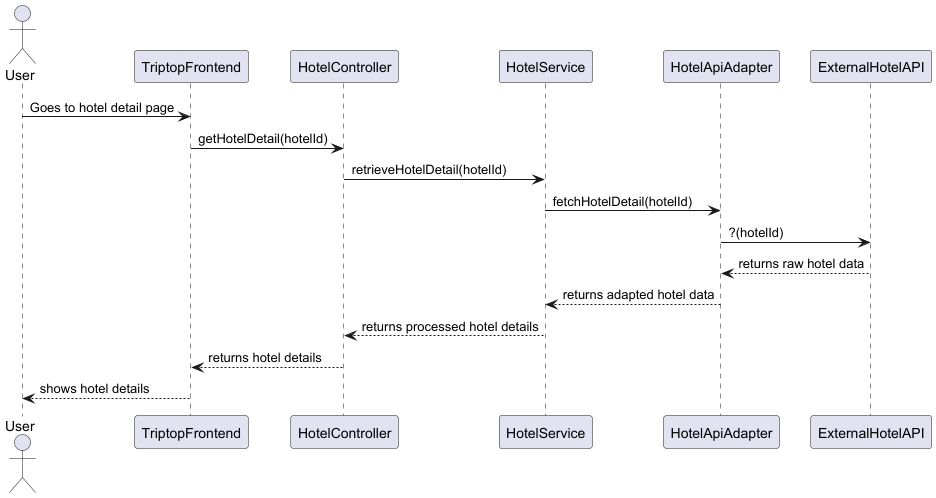 User
TriptopFrontend
HotelController
HotelService
HotelApiAdapter
ExternalHotelAPI
Goes to hotel detail page
getHotelDetail(hotelId)
retrieveHotelDetail(hotelId)
fetchHotelDetail(hotelId)
?(hotelId)
returns raw hotel data
returns adapted hotel data
returns processed hotel details
returns hotel details
shows hotel details
User
TriptopFrontend
HotelController
HotelService
HotelApiAdapter
ExternalHotelAPI